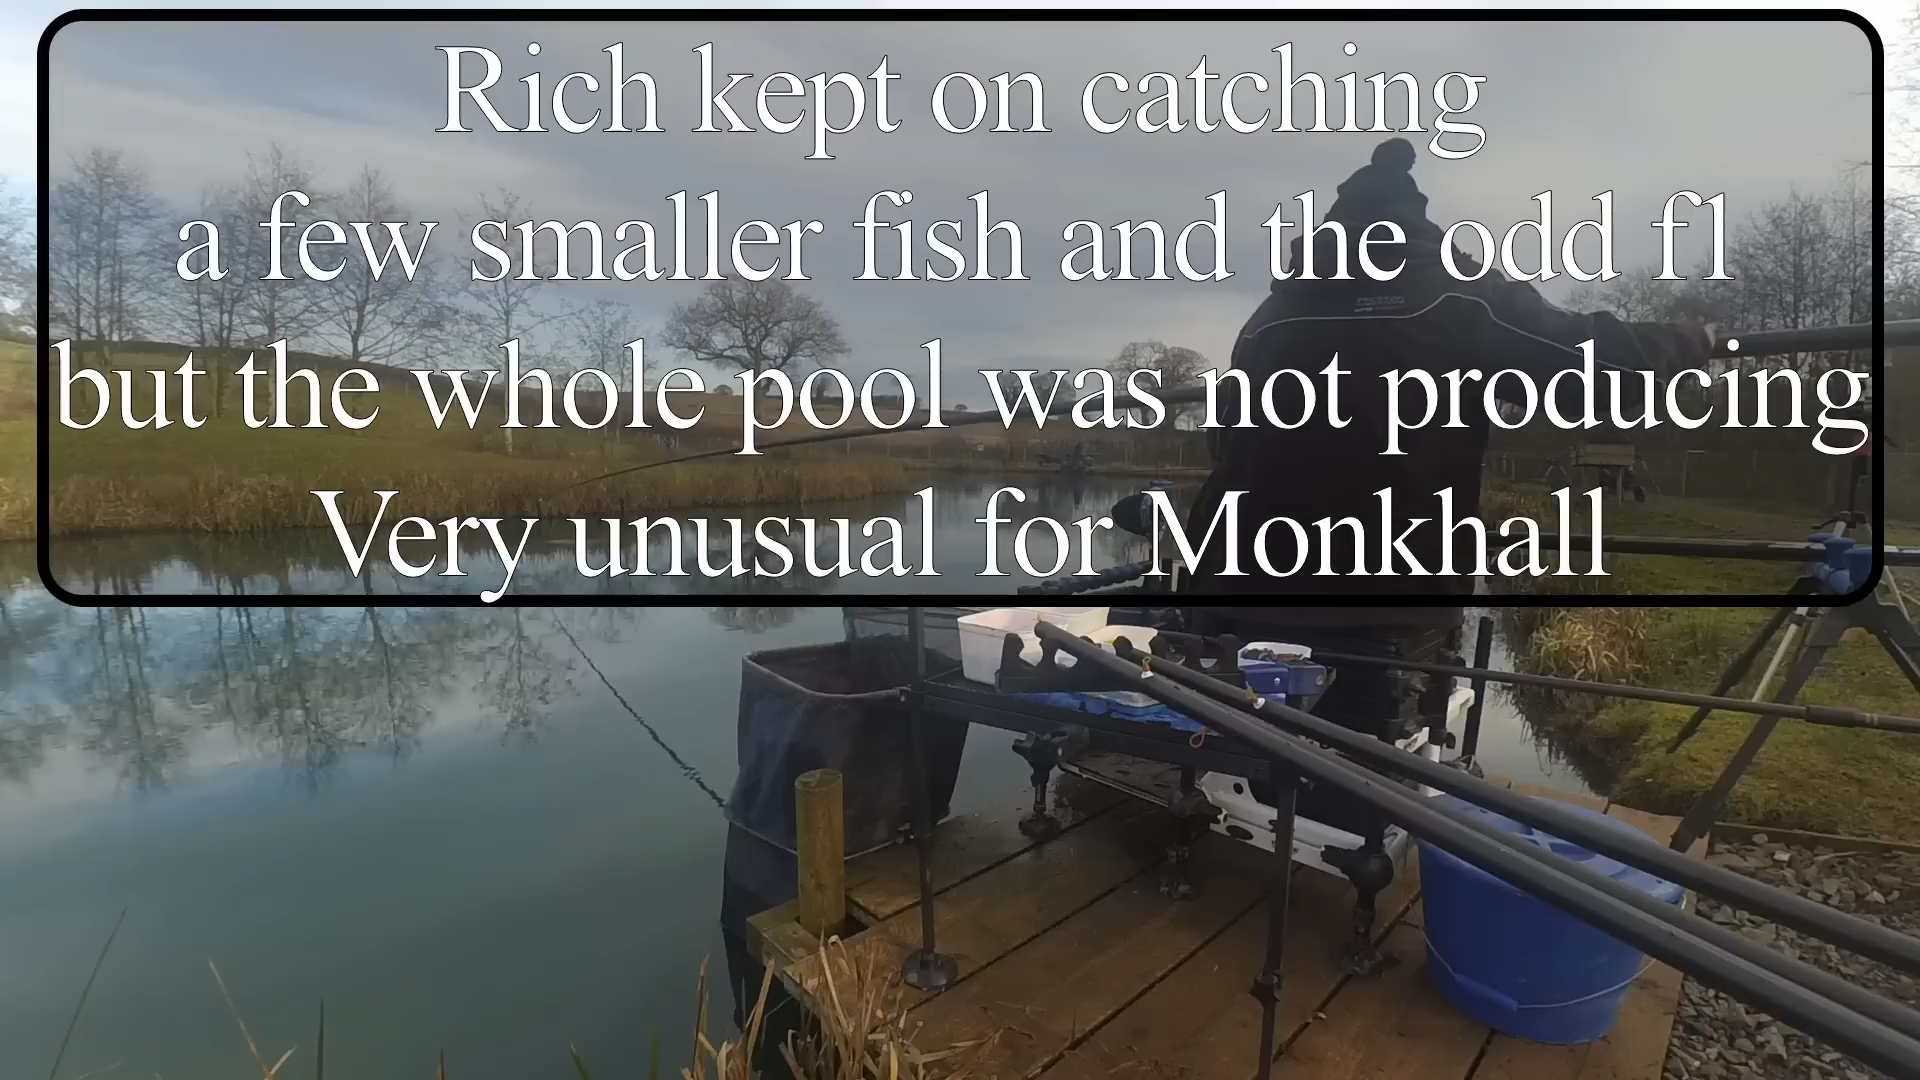 Rich kept on catching
a few smaller fish and the odd f1
but the whole pool was not producing
Very unusual for Monkhall